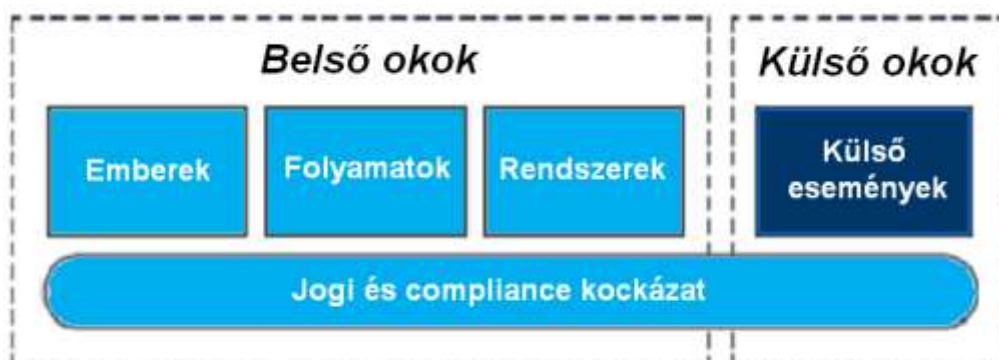 Belső okok
Külső okok
Emberek
Folyamatok
Rendszerek
Külső
események
Jogi és compliance kockázat